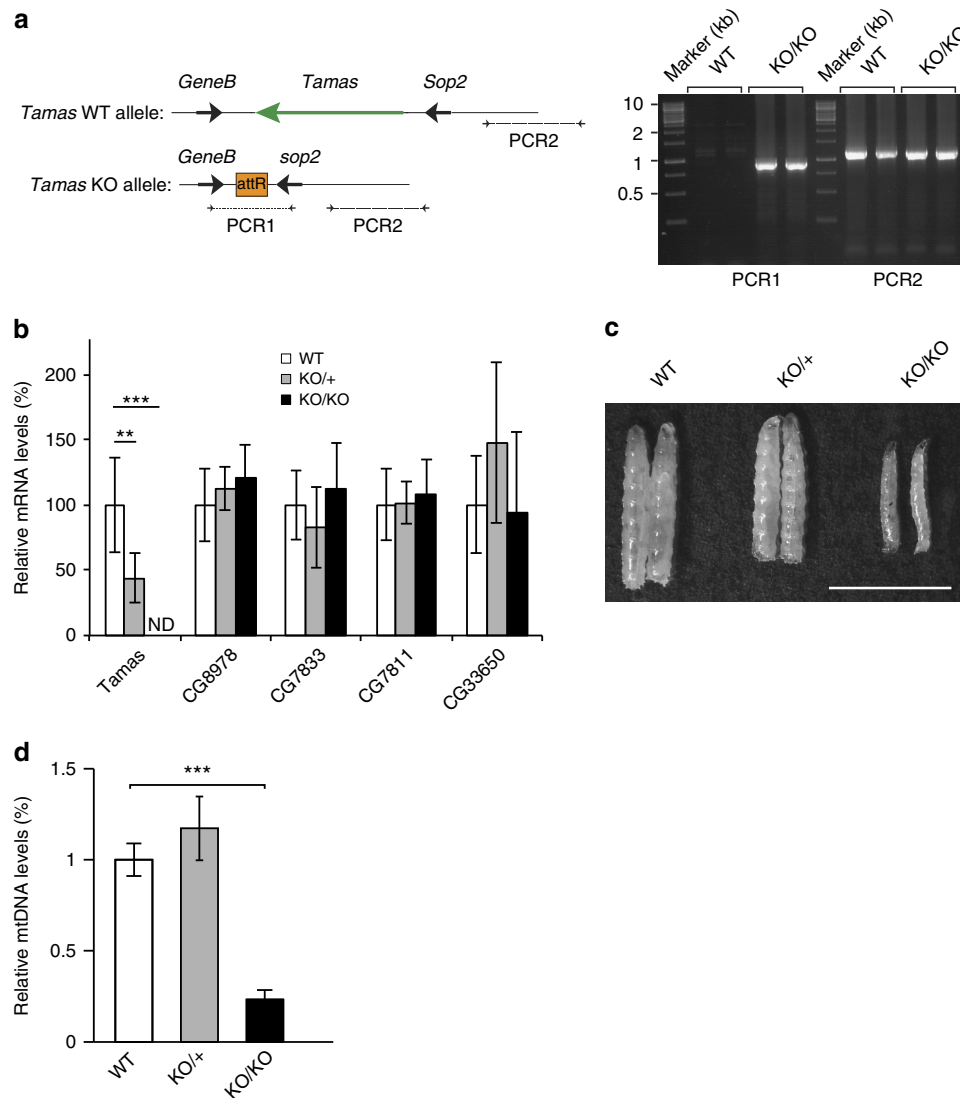 a
GeneB Tamas Sop2
Tamas WT allele:
PCR2
GeneB sop2
Tamas KO allele:
attR
PCR1 PCR2
Marker (kb) WT KO/KO Marker (kb) WT KO/KO
10
2
1
0.5
PCR1 PCR2
b
Relative mRNA levels (%)
200
150
100
50
0
WT
KO/+
KO/KO
***
**
ND
Tamas CG8978 CG7833 CG7811 CG33650
c
WT KO/+ KO/KO
d
Relative mtDNA levels (%)
1.5
1
0.5
0
***
WT KO/+ KO/KO